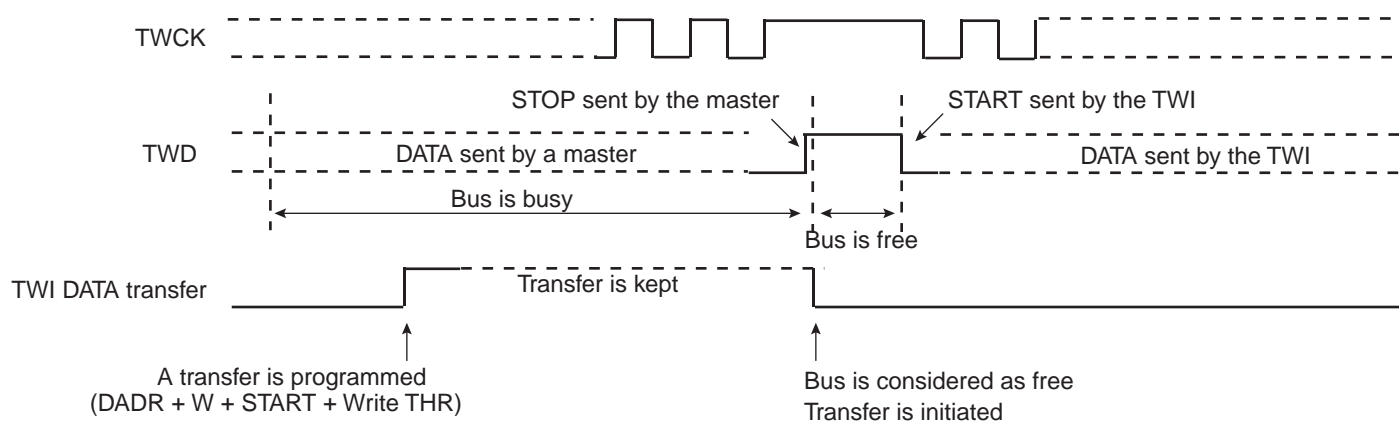 TWCK
STOP sent by the master
START sent by the TWI
TWD
DATA sent by a master
DATA sent by the TWI
Bus is busy
Bus is free
TWI DATA transfer
Transfer is kept
A transfer is programmed
(DADR + W + START + Write THR)
Bus is considered as free
Transfer is initiated